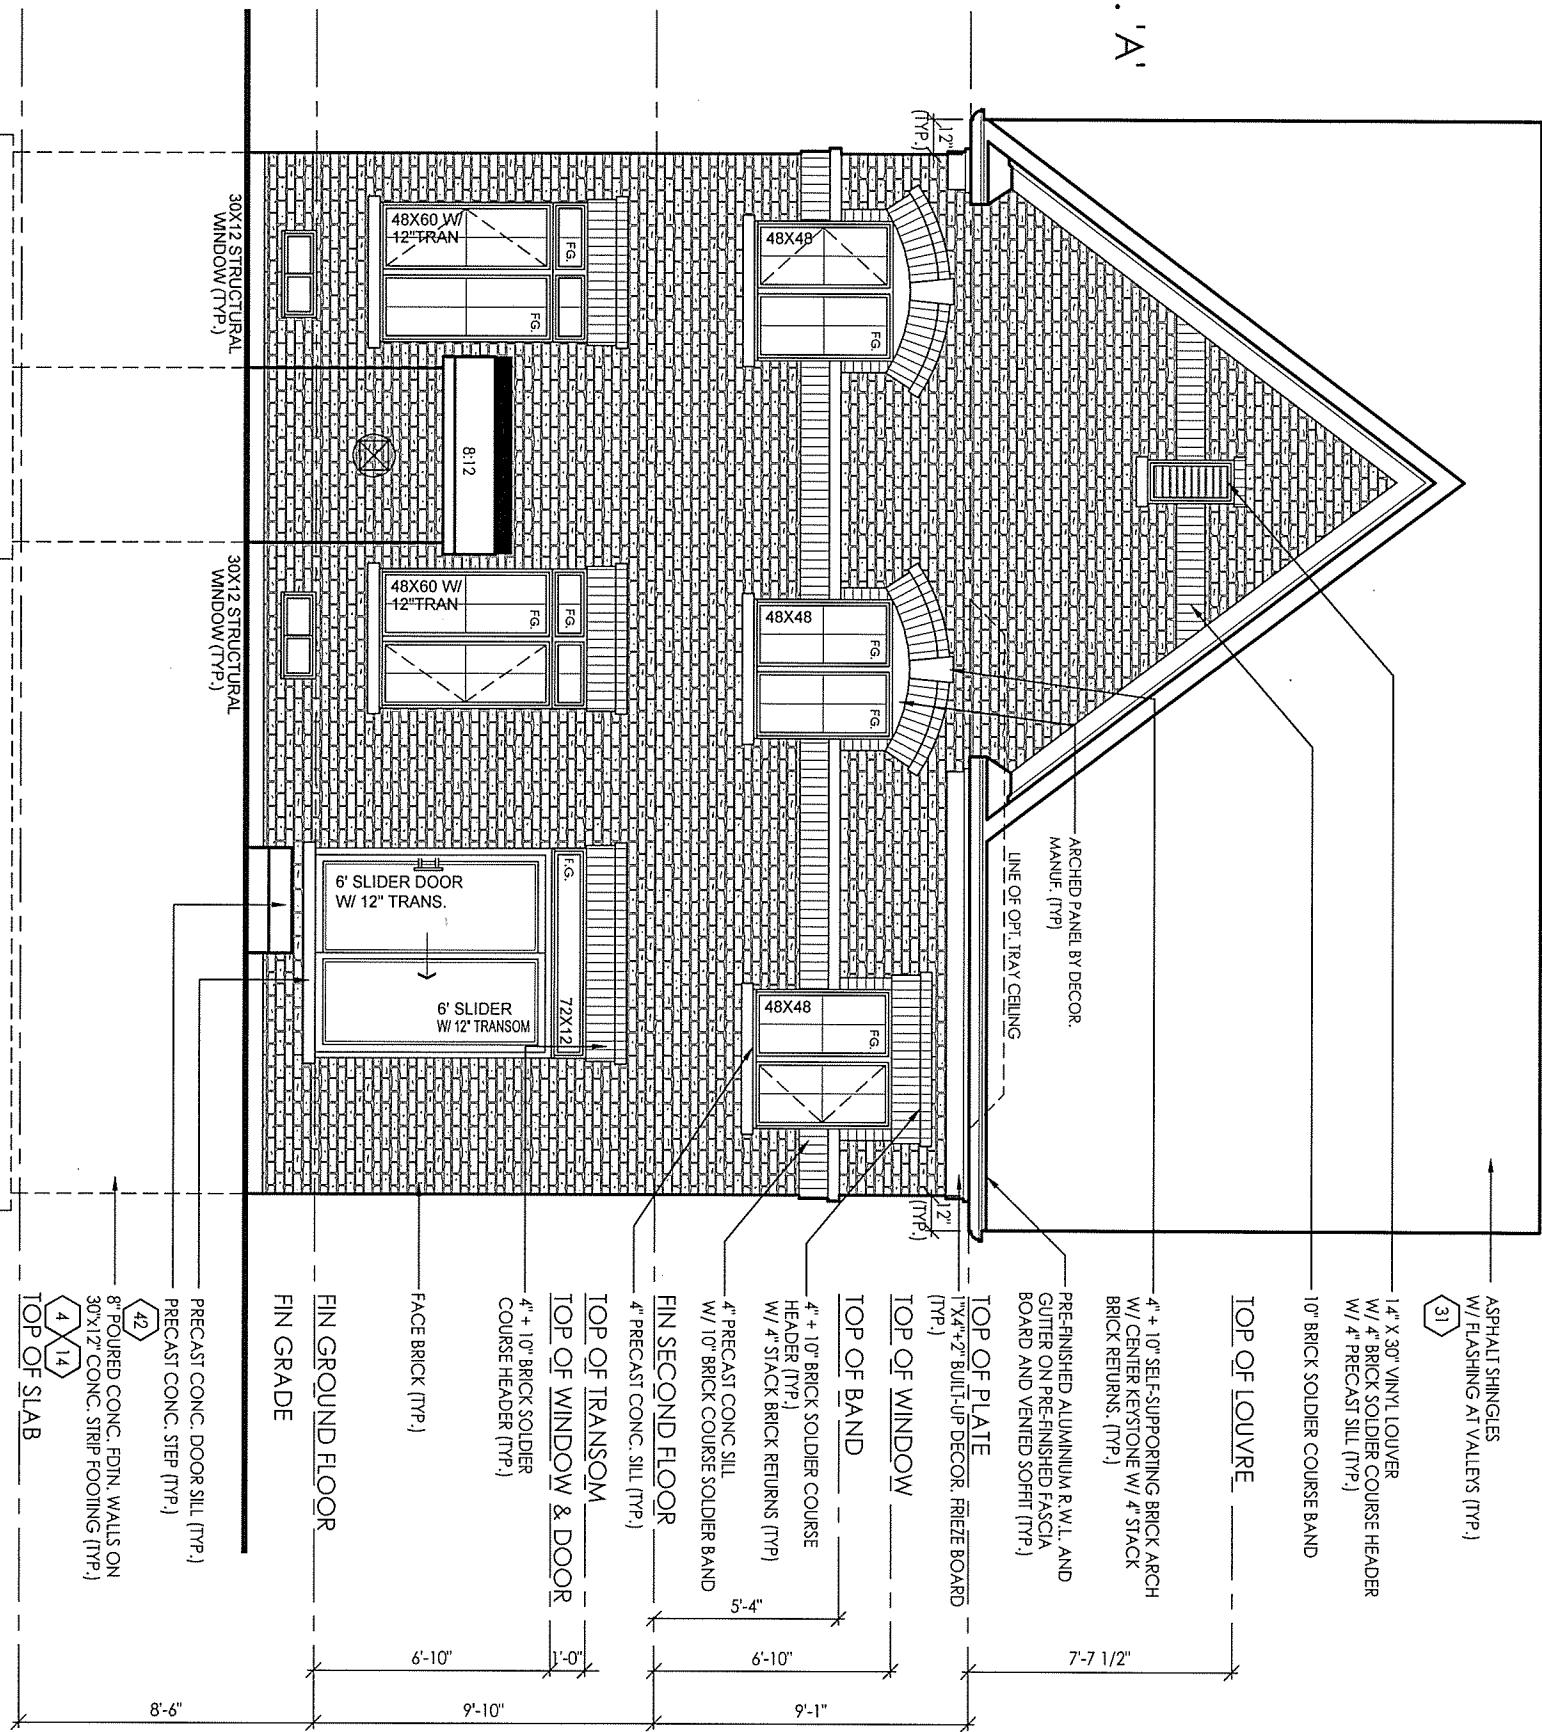 . 'A'
ASPHALT SHINGLES
W/ FLASHING AT VALLEYS (TYP.)
31
14" X 30" VINYL LOUVER
W/ 4" BRICK SOLDIER COURSE HEADER
W/ 4" PRECAST SILL (TYP.)
10" BRICK SOLDIER COURSE BAND
TOP OF LOUVRE
4" + 10" SELF-SUPPORTING BRICK ARCH
W/ CENTER KEYSTONE W/ 4" STACK
BRICK RETURNS. (TYP.)
PRE-FINISHED ALUMINIUM R.W.L. AND
GUTTER ON PRE-FINISHED FASCIA
BOARD AND VENTED SOFFIT (TYP.)
TOP OF PLATE
1"X4"+2" BUILT-UP DECOR. FRIEZE BOARD
(TYP.)
TOP OF WINDOW
TOP OF BAND
4" + 10" BRICK SOLDIER COURSE
HEADER (TYP.)
W/ 4" STACK BRICK RETURNS (TYP)
4" PRECAST CONC SILL
W/ 10" BRICK COURSE SOLDIER BAND
FIN SECOND FLOOR
4" PRECAST CONC. SILL (TYP.)
TOP OF TRANSOM
TOP OF WINDOW & DOOR
4" + 10" BRICK SOLDIER
COURSE HEADER (TYP.)
FACE BRICK (TYP.)
FIN GROUND FLOOR
FIN GRADE
PRECAST CONC. DOOR SILL (TYP.)
PRECAST CONC. STEP (TYP.)
42
8" POURED CONC. FDTN. WALLS ON
30"x12" CONC. STRIP FOOTING (TYP.)
4
14
TOP OF SLAB
7'-7 1/2"
9'-1"
6'-10"
5'-4"
9'-10"
1'-0"
6'-10"
8'-6"
ARCHED PANEL BY DECOR.
MANUF. (TYP)
LINE OF OPT. TRAY CEILING
12"
(TYP.)
12"
(TYP.)
48X48
FG.
48X48
FG.
FG.
48X48
FG.
48X60 W/
12"TRAN
FG.
FG.
8:12
48X60 W/
12"TRAN
FG.
FG.
F.G.
72X12
6' SLIDER DOOR
W/ 12" TRANS.
6' SLIDER
W/ 12" TRANSOM
30X12 STRUCTURAL
WINDOW (TYP.)
30X12 STRUCTURAL
WINDOW (TYP.)